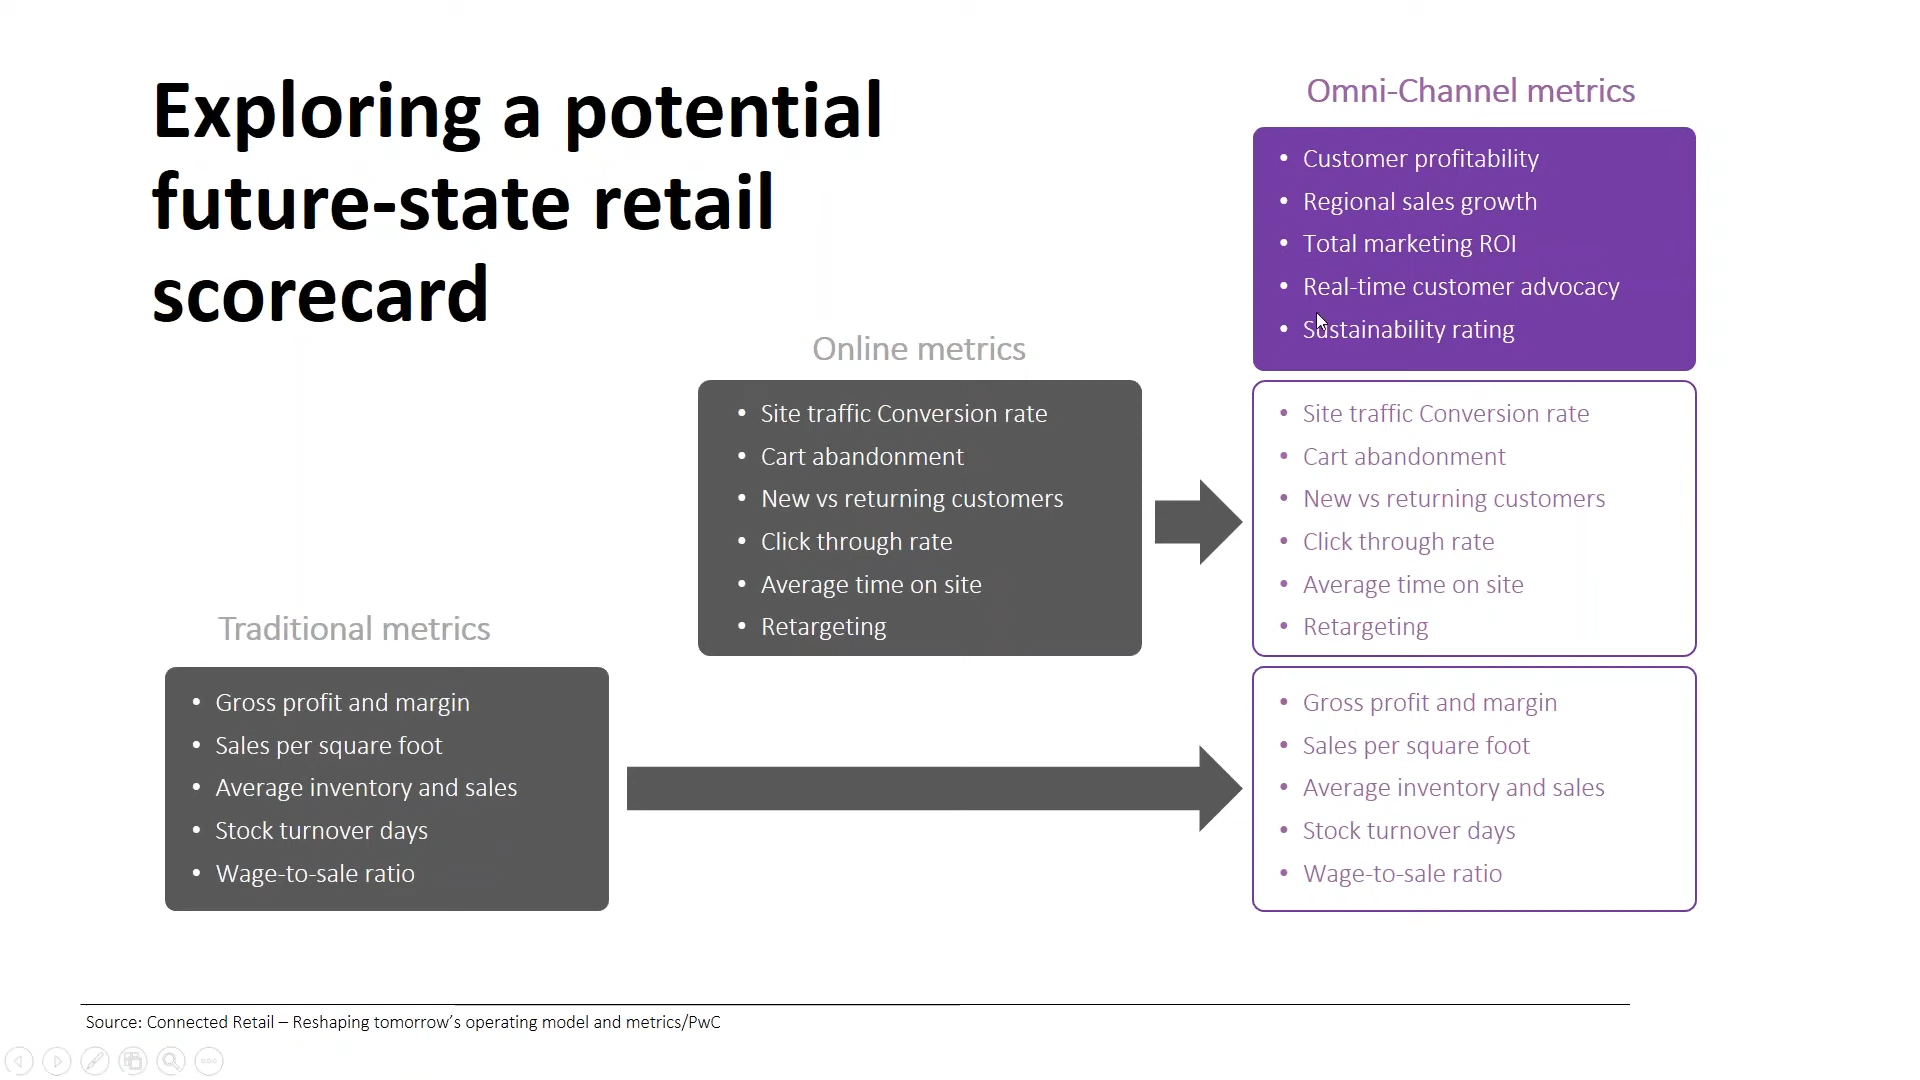 Exploring a potential
future-state retail
scorecard
Traditional metrics
• Gross profit and margin
• Sales per square foot
• Average inventory and sales
• Stock turnover days
• Wage-to-sale ratio
Online metrics
• Site traffic Conversion rate
• Cart abandonment
• New vs returning customers
• Click through rate
• Average time on site
• Retargeting
Omni-Channel metrics
• Customer profitability
• Regional sales growth
• Total marketing ROI
• Real-time customer advocacy
• Sustainability rating
• Site traffic Conversion rate
• Cart abandonment
• New vs returning customers
• Click through rate
• Average time on site
• Retargeting
• Gross profit and margin
• Sales per square foot
• Average inventory and sales
• Stock turnover days
• Wage-to-sale ratio
Source: Connected Retail – Reshaping tomorrow’s operating model and metrics/PwC